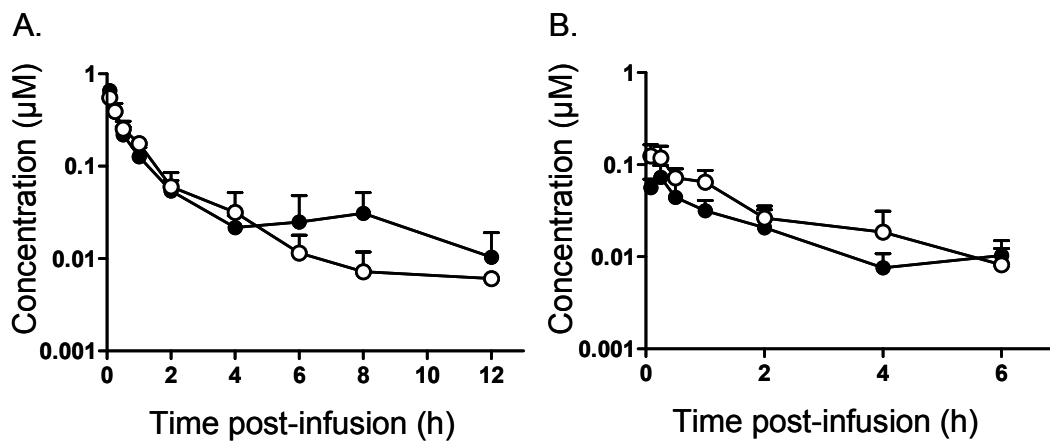 A.
Concentration (µM)
1
0.1
0.01
0.001
0 2 4 6 8 10 12
Time post-infusion (h)
B.
Concentration (µM)
1
0.1
0.01
0.001
0 2 4 6
Time post-infusion (h)